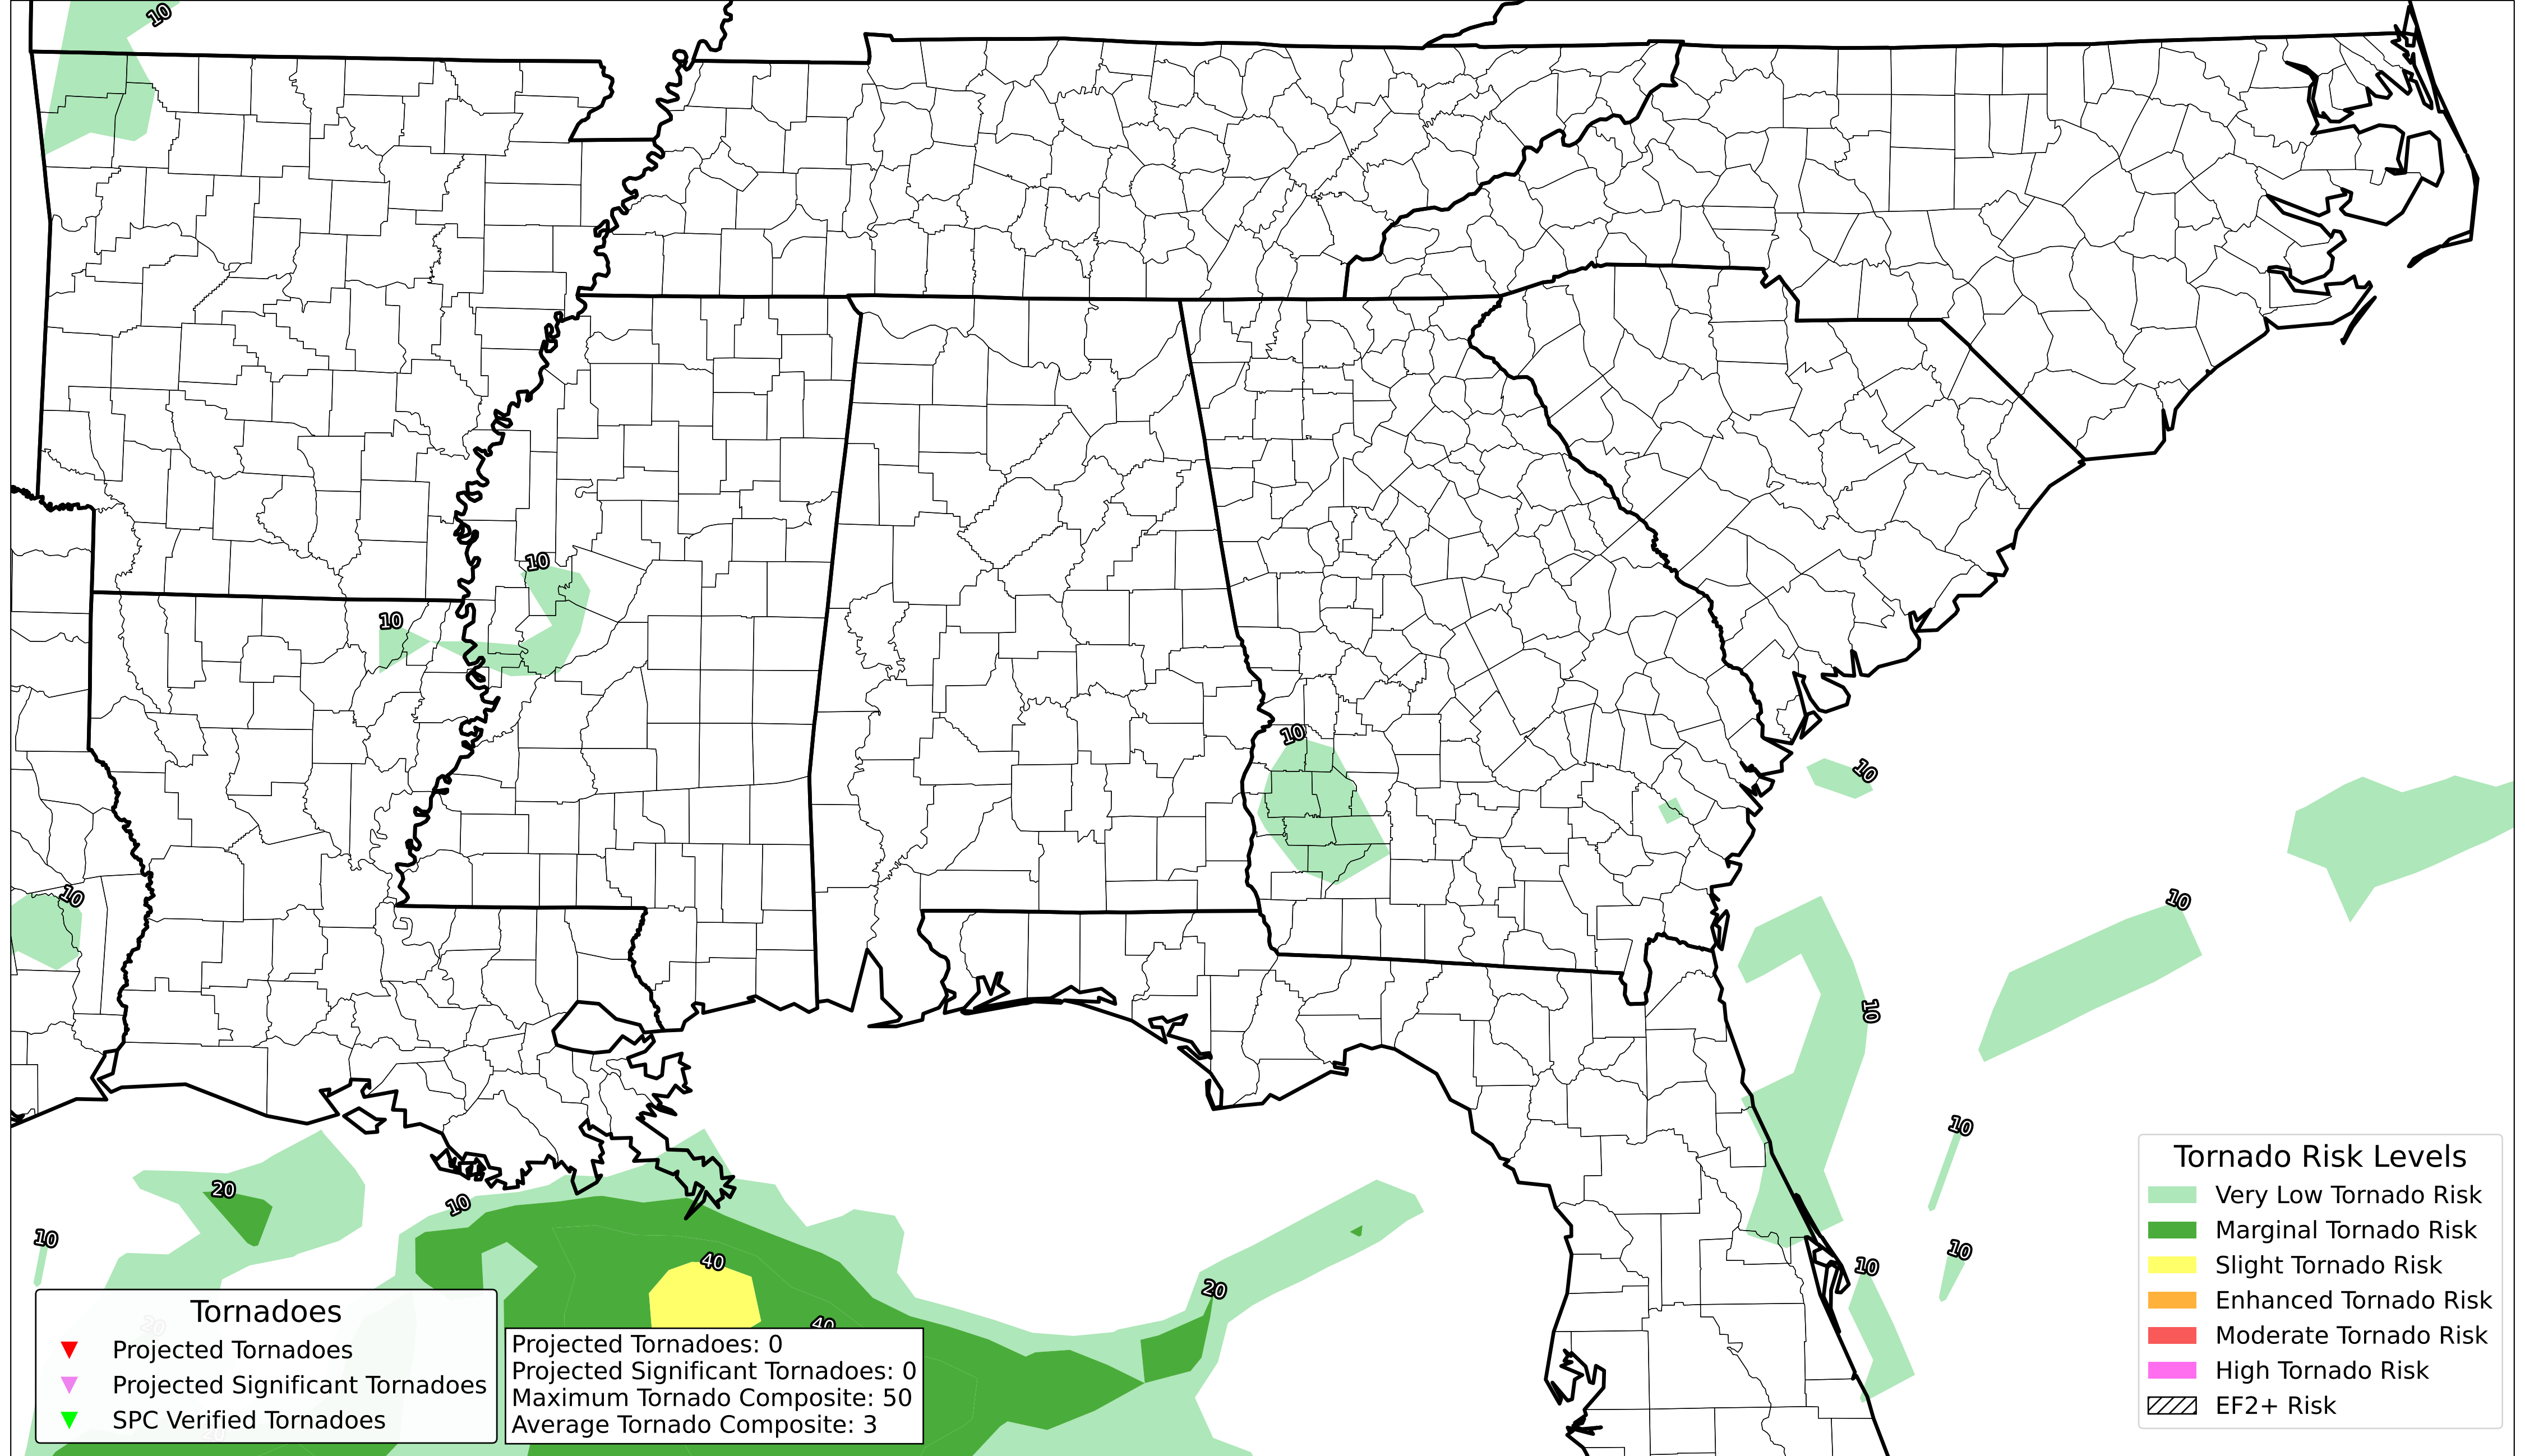 10
10
10
10
10
10
10
10
10
20
10
10
10
10
40
10
20
20
40
20
Tornado Risk Levels
Very Low Tornado Risk
Marginal Tornado Risk
Slight Tornado Risk
Enhanced Tornado Risk
Moderate Tornado Risk
High Tornado Risk
EF2+ Risk
Tornadoes
Projected Tornadoes
Projected Significant Tornadoes
SPC Verified Tornadoes
Projected Tornadoes: 0
Projected Significant Tornadoes: 0
Maximum Tornado Composite: 50
Average Tornado Composite: 3